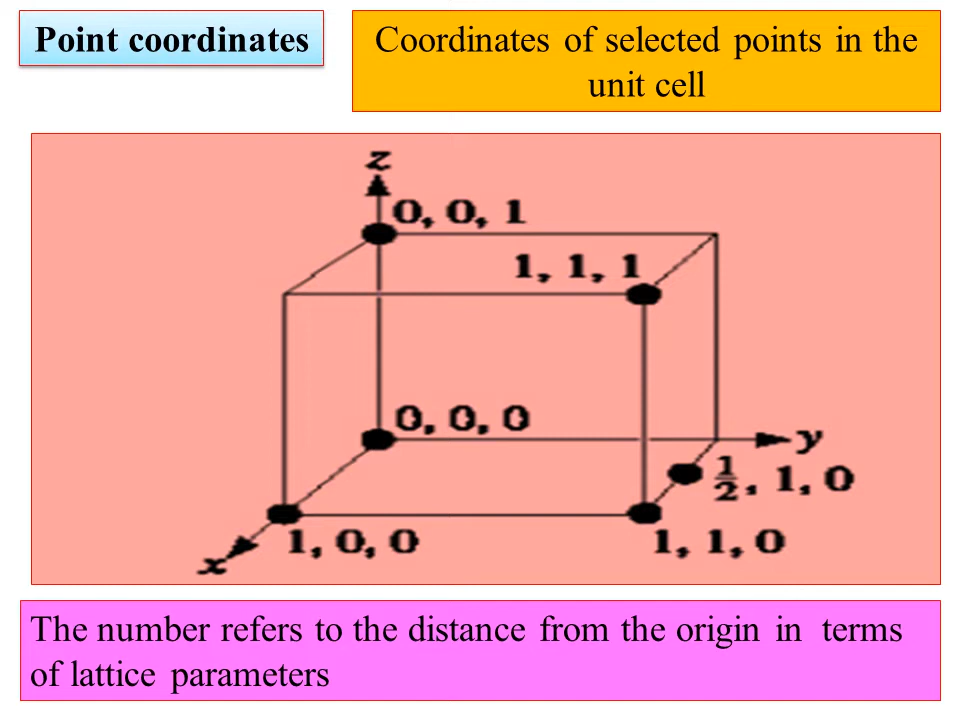 Point coordinates
Coordinates of selected points in the
unit cell
z
0, 0, 1
1, 1, 1
0, 0, 0
y
1/2, 1, 0
1, 0, 0
1, 1, 0
x
The number refers to the distance from the origin in terms
of lattice parameters